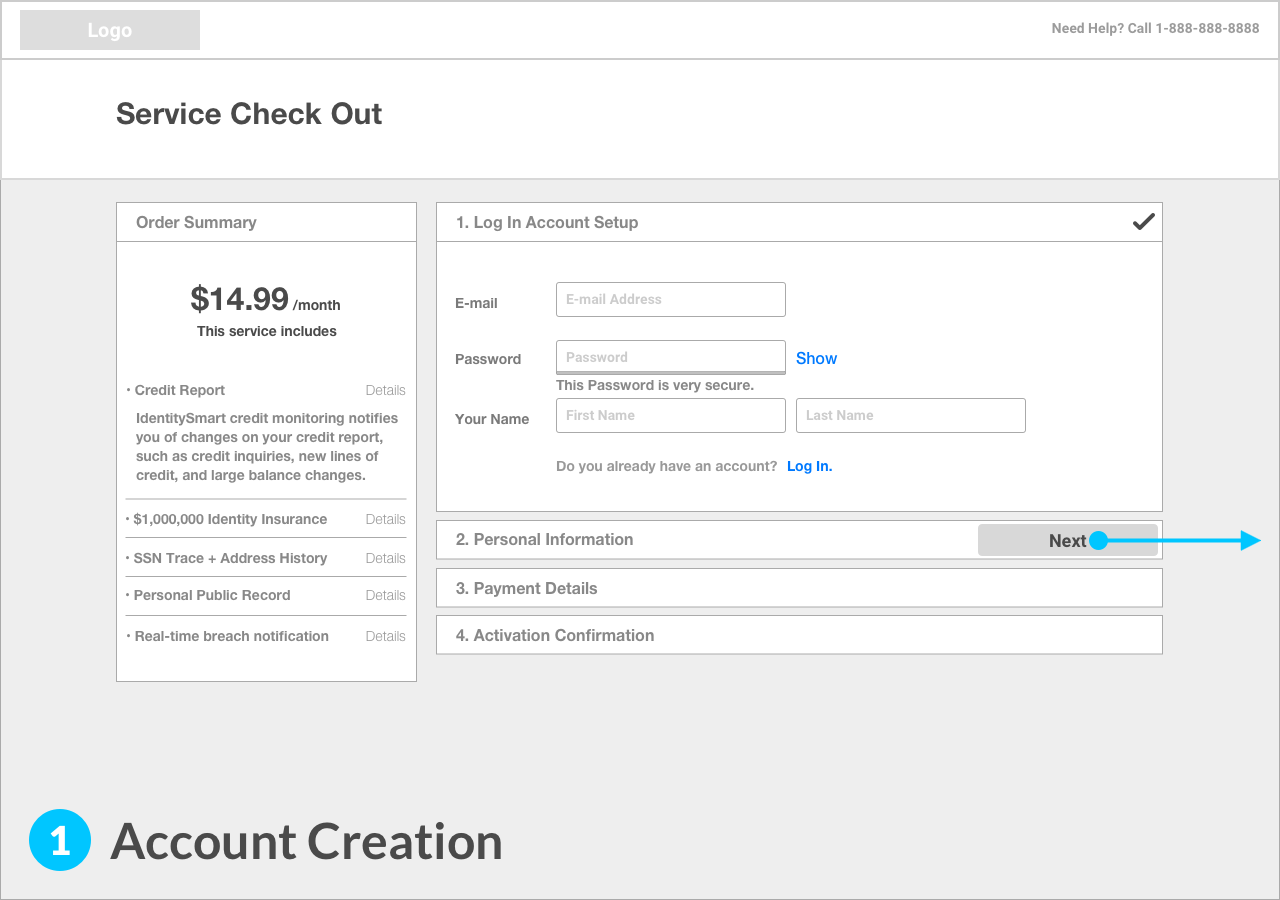 Logo
Need Help? Call 1-888-888-8888
Service Check Out
Order Summary
$14.99 /month
This service includes
· Credit Report Details
IdentitySmart credit monitoring notifies
you of changes on your credit report,
such as credit inquiries, new lines of
credit, and large balance changes.
· $1,000,000 Identity Insurance Details
· SSN Trace + Address History Details
· Personal Public Record Details
· Real-time breach notification Details
1. Log In Account Setup
E-mail E-mail Address
Password Password Show
This Password is very secure.
Your Name First Name Last Name
Do you already have an account? Log In.
2. Personal Information Next
3. Payment Details
4. Activation Confirmation
1 Account Creation